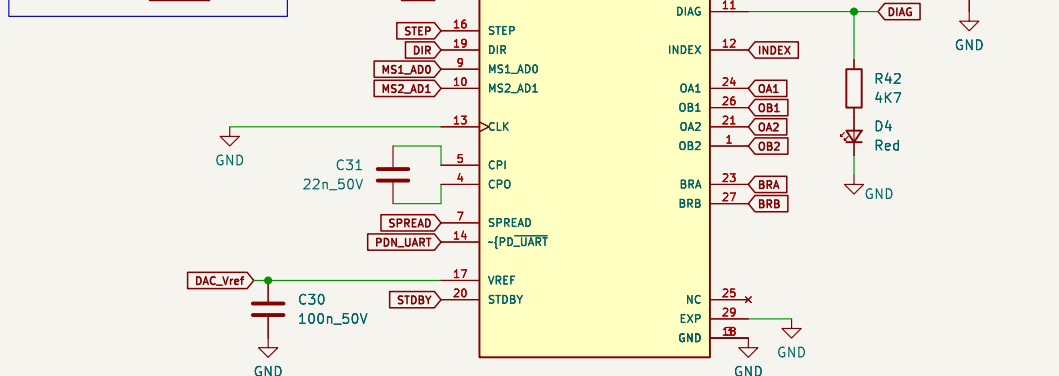 11
DIAG
DIAG
GND
STEP
16
STEP
DIR
19
DIR
INDEX
12
INDEX
MS1_AD0
9
MS1_AD0
R42
4K7
MS2_AD1
10
MS2_AD1
OA1
24
OA1
OB1
26
OB1
13
CLK
OA2
21
OA2
D4
Red
GND
OB2
1
OB2
C31
22n_50V
5
CPI
4
CPO
BRA
23
BRA
GND
BRB
27
BRB
SPREAD
7
SPREAD
PDN_UART
14
~{PD_UART
DAC_Vref
17
VREF
C30
100n_50V
STDBY
20
STDBY
NC
25
EXP
29
GND
GND
18
GND
GND